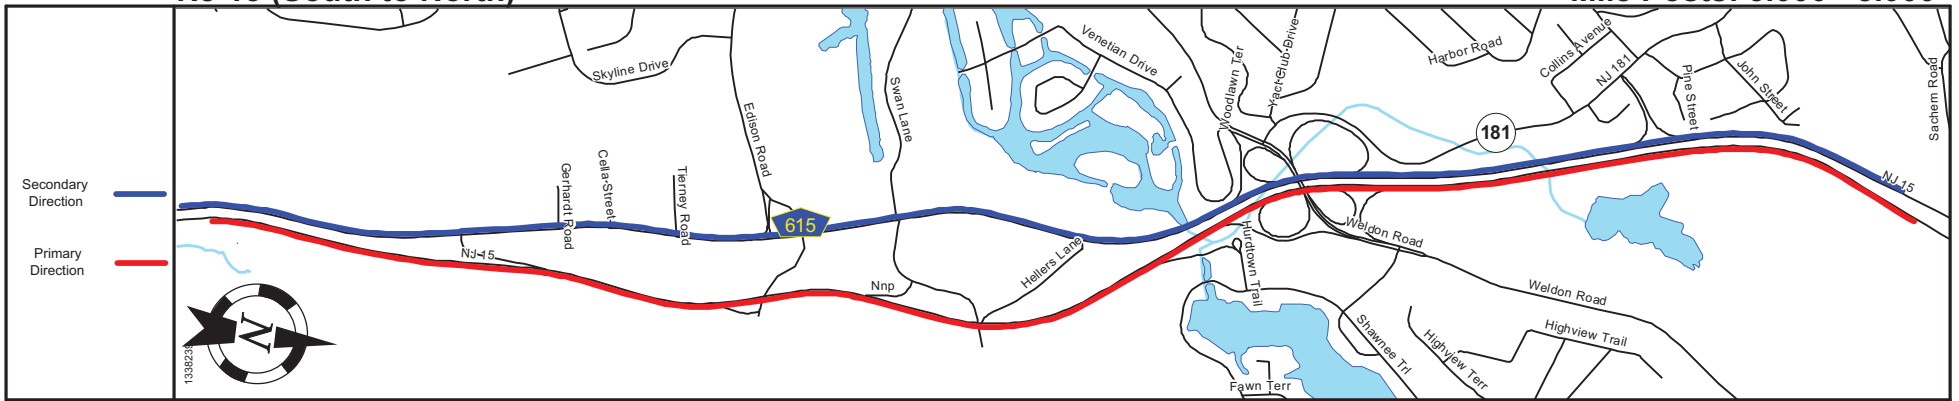 Secondary
Direction
Primary
Direction
Skyline Drive
Edison Road
Swan Lane
Venetian Drive
Woodlawn Ter
Yact-Club-Drive
Harbor Road
Collins Avenue
NJ 181
Pine Street
John Street
Sachem Road
181
Gerhardt Road
Cella-Street
Tierney Road
615
NJ 15
NJ-15
Nnp
Hellers Lane
Hurdtown Trail
Weldon Road
Weldon Road
Shawnee Trl
Highview Terr
Highview Trail
Fawn Terr
N